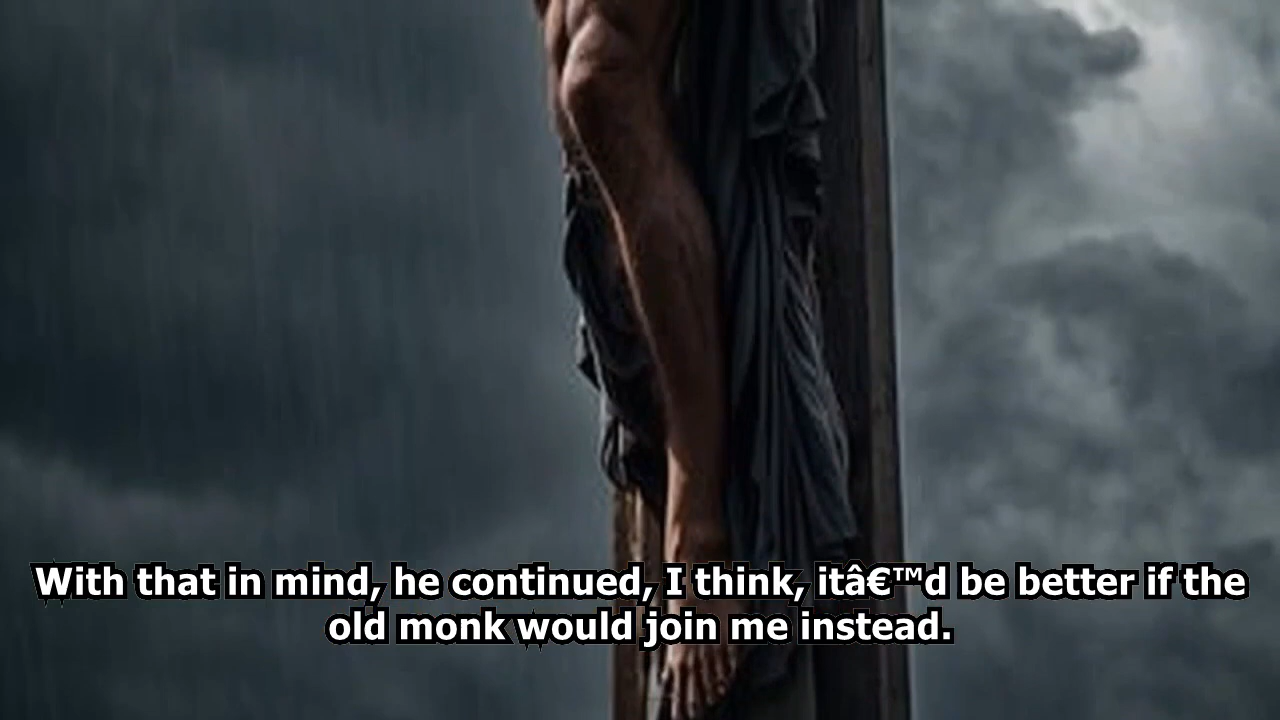 With that in mind, he continued, I think, itâ€™d be better if the
old monk would join me instead.